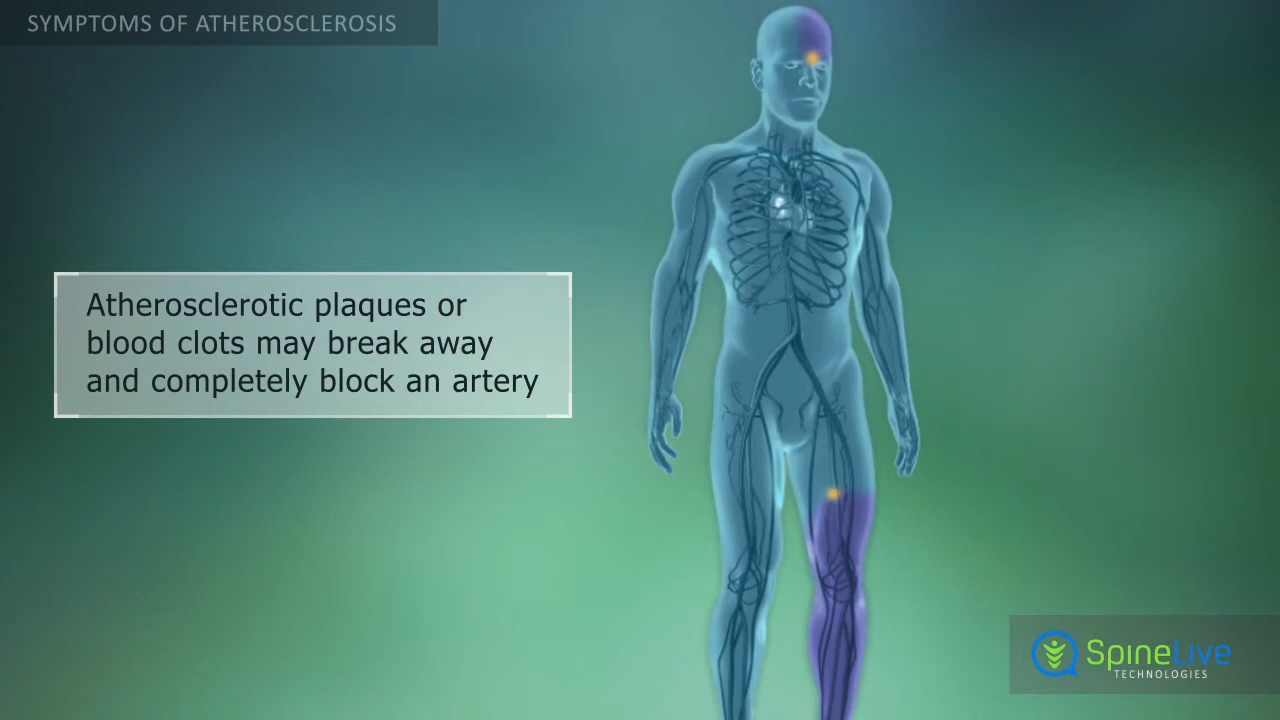 SYMPTOMS OF ATHEROSCLEROSIS
Atherosclerotic plaques or
blood clots may break away
and completely block an artery
SpineLive
TECHNOLOGIES